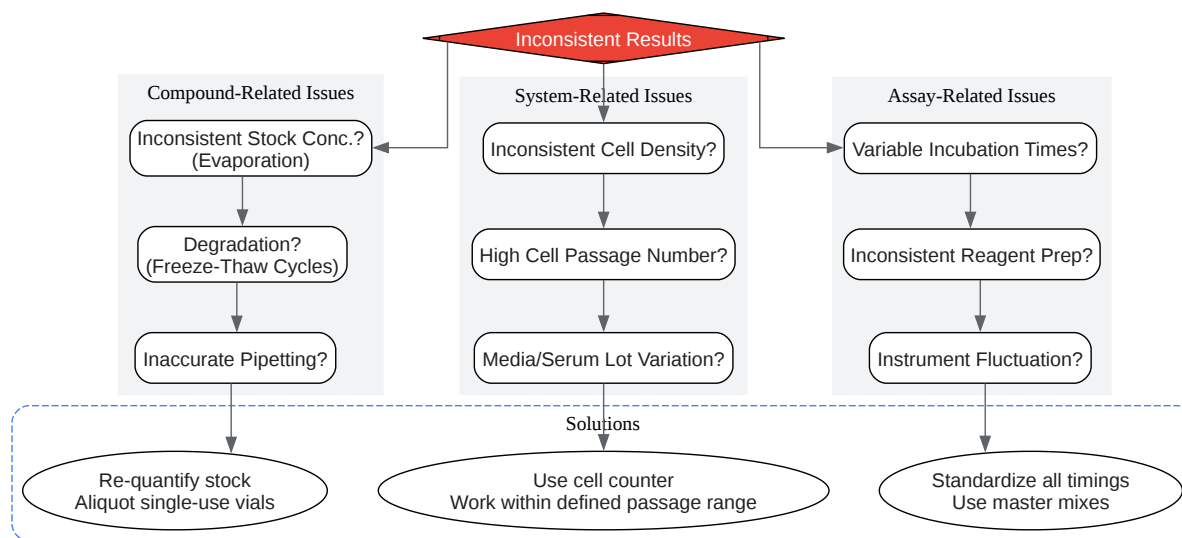 Inconsistent Results
Compound-Related Issues
Inconsistent Stock Conc.?
(Evaporation)
Degradation?
(Freeze-Thaw Cycles)
Inaccurate Pipetting?
System-Related Issues
Inconsistent Cell Density?
High Cell Passage Number?
Media/Serum Lot Variation?
Assay-Related Issues
Variable Incubation Times?
Inconsistent Reagent Prep?
Instrument Fluctuation?
Solutions
Re-quantify stock
Aliquot single-use vials
Use cell counter
Work within defined passage range
Standardize all timings
Use master mixes